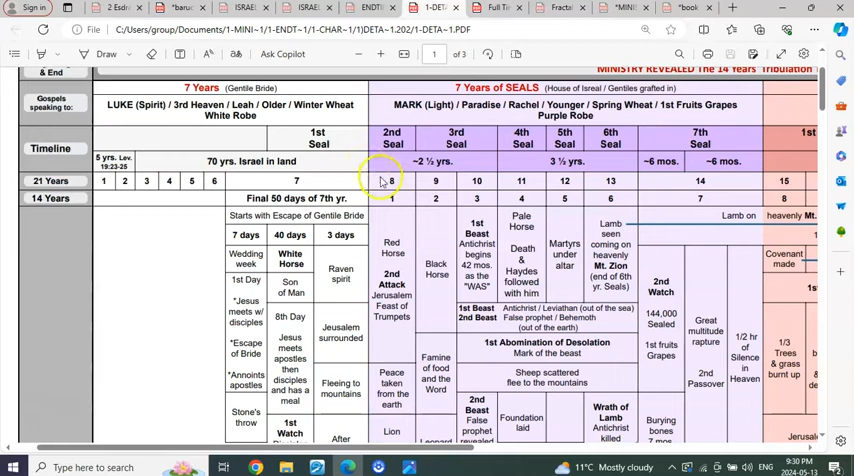 Sign in
2 Esdra
*baruc
ISRAEL
ISRAEL
ENDTIN
1-DETA
Full Tim
Fractal
*MINIS
*book
File
C:/Users/group/Documents/1-MINI~1/1-ENDT~1/1-CHAR~1/1)DETA~1.202/1-DETA~1.PDF
Draw
Ask Copilot
1
of 3
& End
MINISTRY REVEALED The 14 Years Tribulation
Gospels
speaking to:
7 Years (Gentile Bride)
7 Years of SEALS (House of Isreal / Gentiles grafted in)
LUKE (Spirit) / 3rd Heaven / Leah / Older / Winter Wheat
White Robe
MARK (Light) / Paradise / Rachel / Younger / Spring Wheat / 1st Fruits Grapes
Purple Robe
Timeline
1st
Seal
2nd
Seal
3rd
Seal
4th
Seal
5th
Seal
6th
Seal
7th
Seal
1st
5 yrs. Lev.
19:23-25
70 yrs. Israel in land
~2 ½ yrs.
3 ½ yrs.
~6 mos.
~6 mos.
21 Years
1 2 3 4 5 6 7 8 9 10 11 12 13 14 15
14 Years
Final 50 days of 7th yr.
1 2 3 4 5 6 7 8
Starts with Escape of Gentile Bride
7 days
40 days
3 days
Wedding
week
1st Day
*Jesus
meets w/
disciples
*Escape
of Bride
*Annoints
apostles
Stone's
throw
White
Horse
Son
of Man
8th Day
Jesus
meets
apostles
then
disciples
and has a
meal
1st
Watch
Raven
spirit
Jeusalem
surrounded
Fleeing to
mountains
After
Red
Horse
2nd
Attack
Jerusalem
Feast of
Trumpets
Peace
taken
from the
earth
Lion
Black
Horse
Famine
of food
and the
Word
Leopard
1st
Beast
Antichrist
begins
42 mos.
as the
"WAS"
Pale
Horse
Death
&
Haydes
followed
with him
Martyrs
under
altar
Lamb
seen
coming on
heavenly
Mt. Zion
(end of 6th
yr. Seals)
1st Beast
2nd Beast
Antichrist / Leviathan (out of the sea)
False prophet / Behemoth
(out of the earth)
1st Abomination of Desolation
Mark of the beast
Sheep scattered
flee to the mountains
2nd
Beast
False
prophet
revealed
Foundation
laid
Wrath of
Lamb
Antichrist
killed
Lamb on
heavenly Mt.
2nd
Watch
144,000
Sealed
1st fruits
Grapes
Burying
bones
7 mos.
Great
multitude
rapture
2nd
Passover
1/2 hr
of
Silence
in
Heaven
Covenant
made
1/3
Trees
& grass
burnt up
Type here to search
11°C Mostly cloudy
9:30 PM
2024-05-13